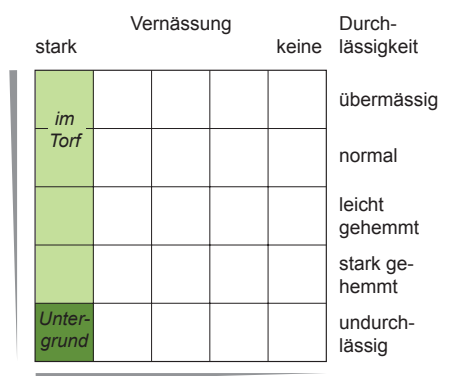 Vernässung
Durch-
stark
keine
lässigkeit
übermässig
im
Torf
normal
leicht
gehemmt
stark ge-
hemmt
Unter-
grund
undurch-
lässig